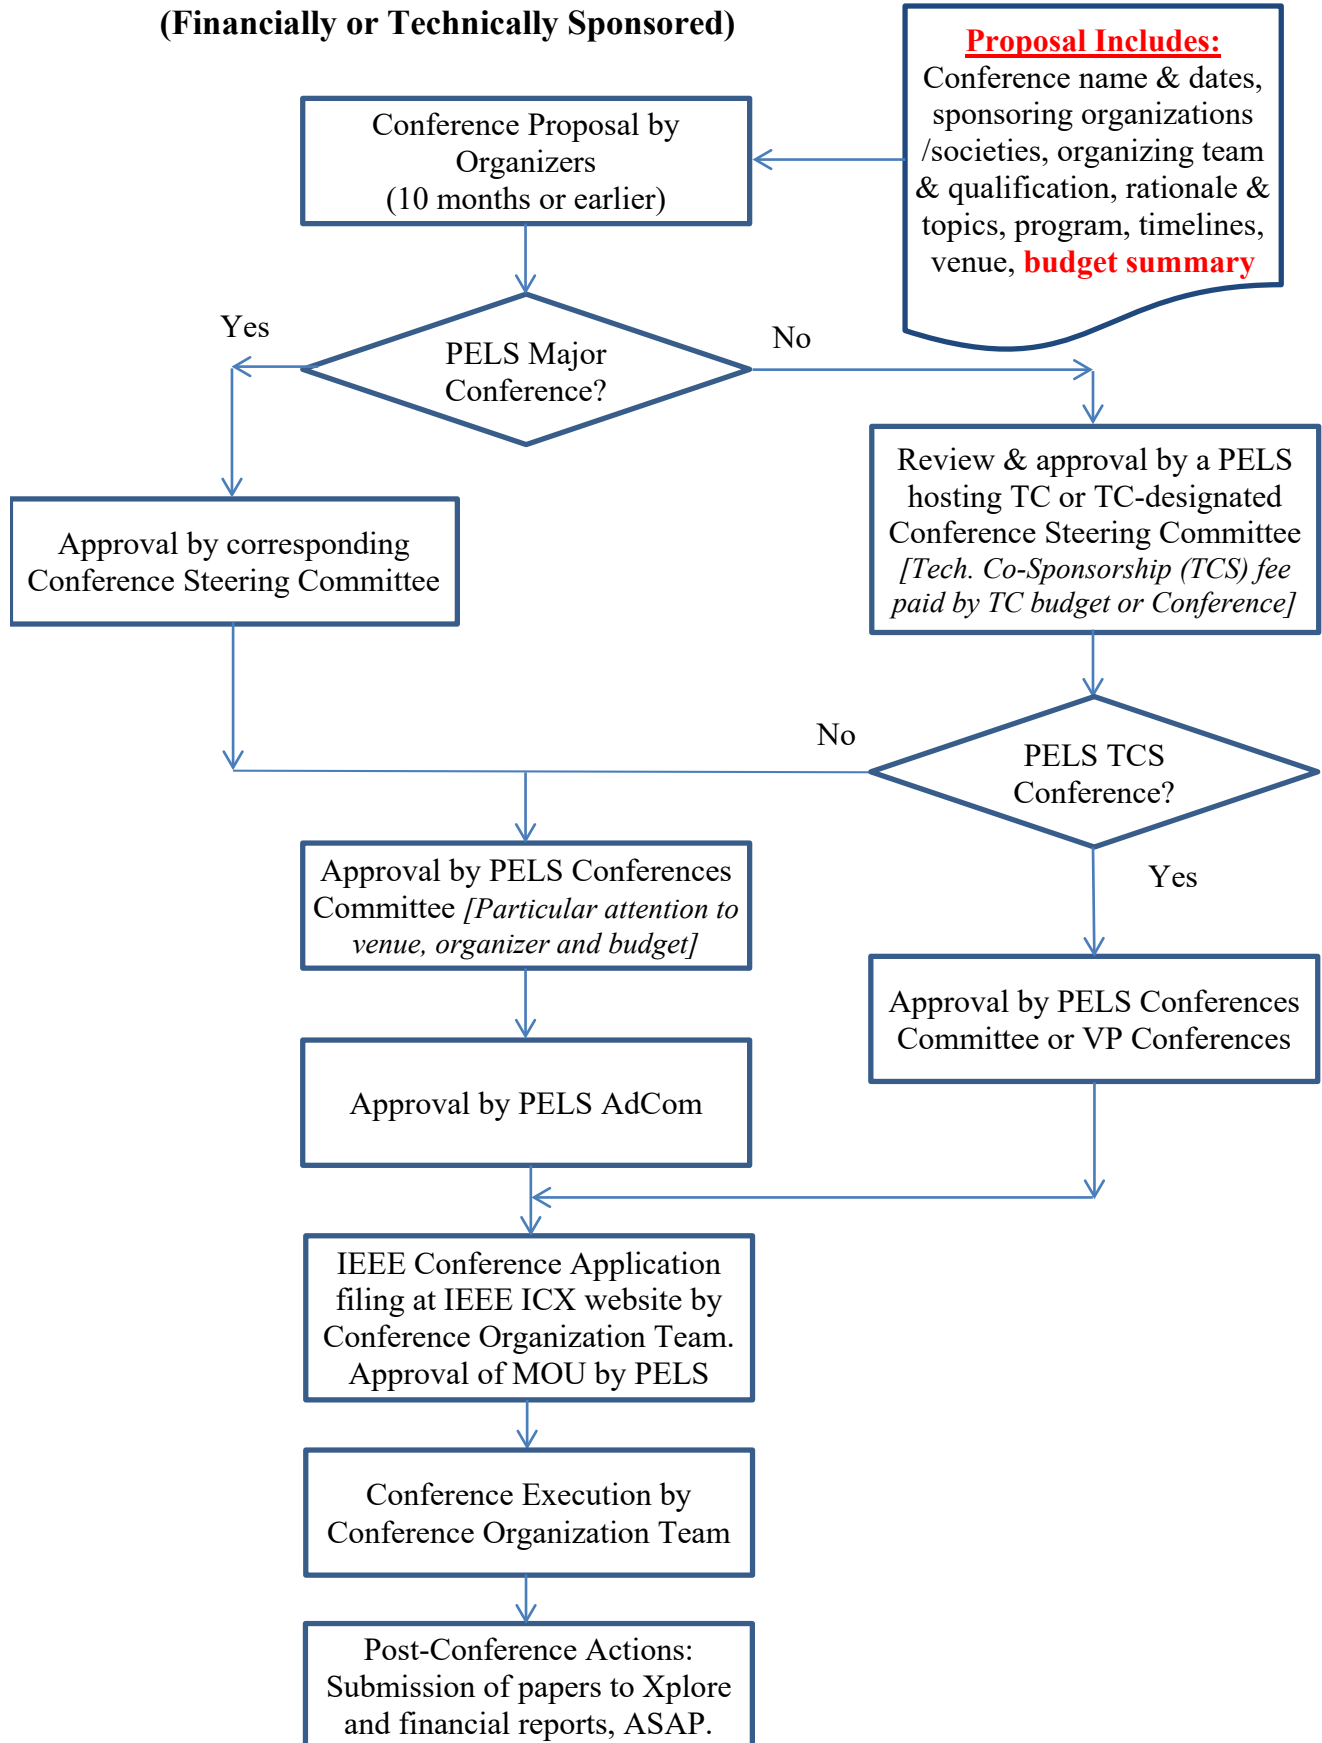 (Financially or Technically Sponsored)
Proposal Includes:
Conference name & dates,
sponsoring organizations
/societies, organizing team
& qualification, rationale &
topics, program, timelines,
venue, budget summary
Conference Proposal by
Organizers
(10 months or earlier)
Yes
No
PELS Major
Conference?
Review & approval by a PELS
hosting TC or TC-designated
Conference Steering Committee
[Tech. Co-Sponsorship (TCS) fee
paid by TC budget or Conference]
Approval by corresponding
Conference Steering Committee
No
PELS TCS
Conference?
Yes
Approval by PELS Conferences
Committee [Particular attention to
venue, organizer and budget]
Approval by PELS Conferences
Committee or VP Conferences
Approval by PELS AdCom
IEEE Conference Application
filing at IEEE ICX website by
Conference Organization Team.
Approval of MOU by PELS
Conference Execution by
Conference Organization Team
Post-Conference Actions:
Submission of papers to Xplore
and financial reports, ASAP.